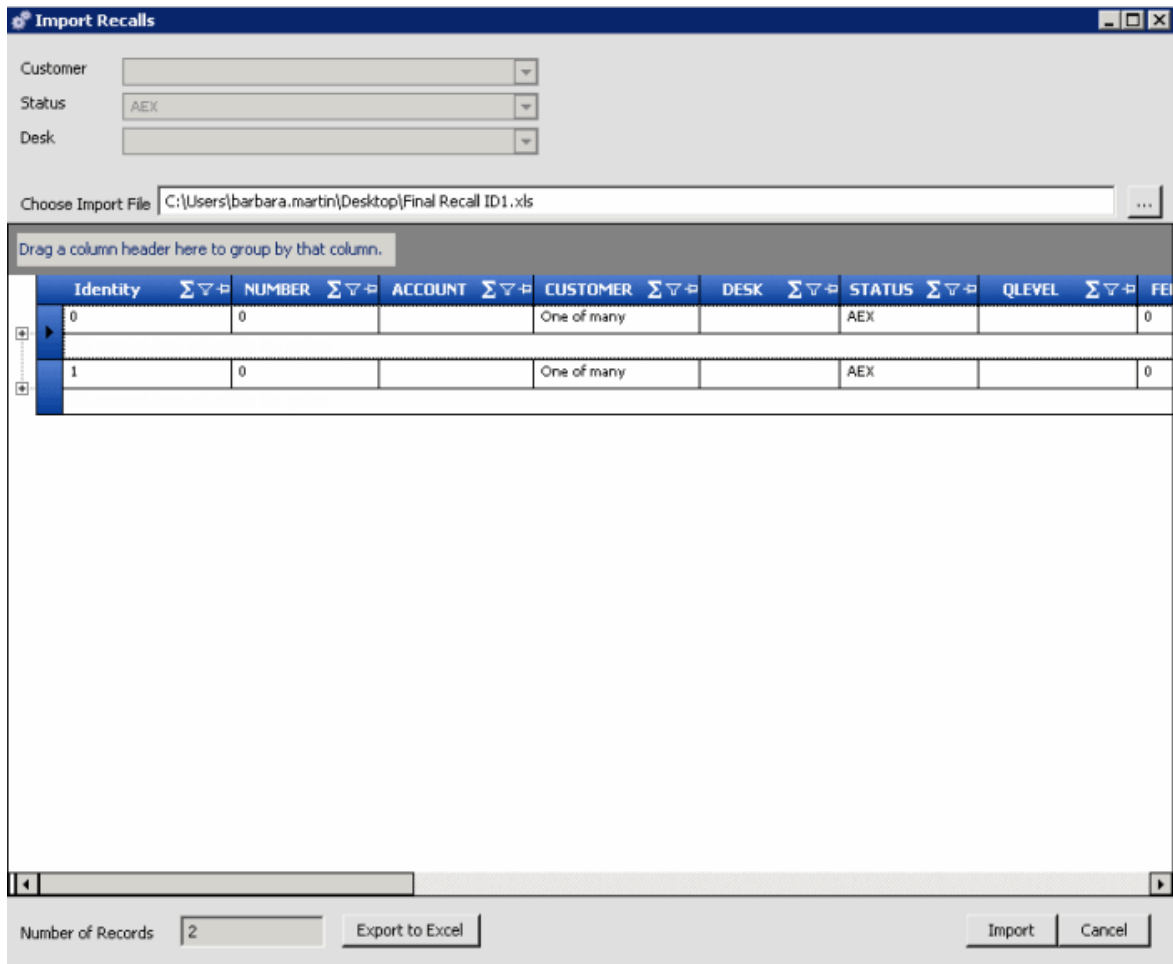 Import Recalls
Customer
Status AEX
Desk
Choose Import File C:\Users\barbara.martin\Desktop\Final Recall ID1.xls ...
Drag a column header here to group by that column.
Identity NUMBER ACCOUNT CUSTOMER DESK STATUS QLEVEL
0 0 One of many AEX 0
1 0 One of many AEX 0
Number of Records 2 Export to Excel Import Cancel